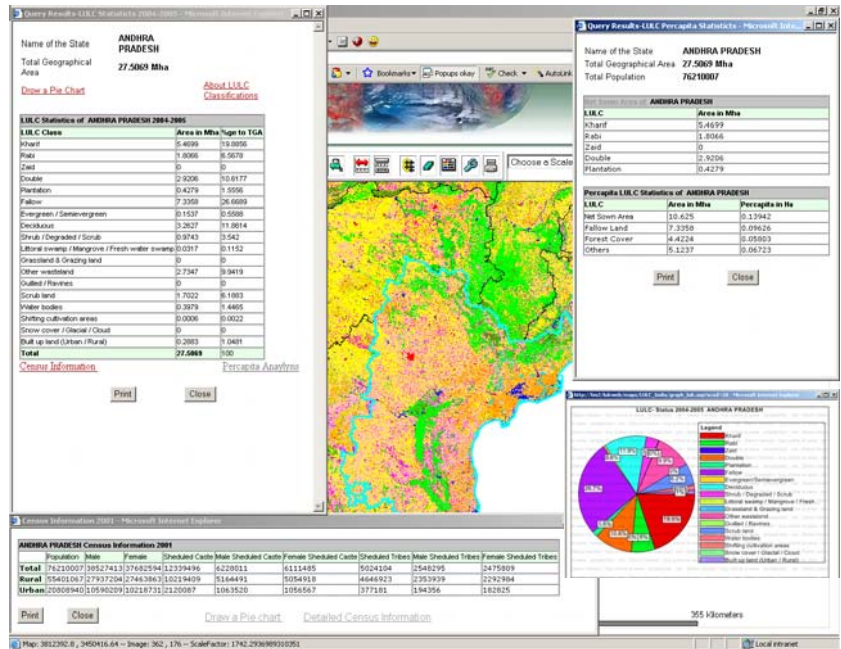 Query Results-LULC Statistics 2004-2005 - Microsoft Internet Explorer
Name of the State ANDHRA PRADESH
Total Geographical Area 27.5069 Mha
Draw a Pie Chart About LULC Classifications
LULC Statistics of ANDHRA PRADESH 2004-2005
LULC Class Area in Mha %ge to TGA
Kharif 5.4699 19.8856
Rabi 1.8066 6.5678
Zaid 0 0
Double 2.9206 10.6177
Plantation 0.4279 1.5556
Fallow 7.3358 26.6689
Evergreen / Semievergreen 0.1537 0.5588
Deciduous 3.2627 11.8614
Shrub / Degraded / Scrub 0.9743 3.542
Littoral swamp / Mangrove / Fresh water swamp 0.0317 0.1152
Grassland & Grazing land 0 0
Other wasteland 2.7347 9.9419
Gullied / Ravines 0 0
Scrub land 1.7022 6.1883
Water bodies 0.3979 1.4465
Shifting cultivation areas 0.0006 0.0022
Snow cover / Glacial / Cloud 0 0
Built up land (Urban / Rural) 0.2883 1.0481
Total 27.5069 100
Census Information Percapita Anaylysis
Print Close
Bookmarks Popups okay Check AutoLink
Choose a Scale
Query Results-LULC Percapita Statistics - Microsoft Inte...
Name of the State ANDHRA PRADESH
Total Geographical Area 27.5069 Mha
Total Population 76210007
Net Sown Area of ANDHRA PRADESH
LULC Area in Mha
Kharif 5.4699
Rabi 1.8066
Zaid 0
Double 2.9206
Plantation 0.4279
Percapita LULC Statistics of ANDHRA PRADESH
LULC Area in Mha Percapita in Ha
Net Sown Area 10.625 0.13942
Fallow Land 7.3358 0.09626
Forest Cover 4.4224 0.05803
Others 5.1237 0.06723
Print Close
LULC- Status 2004-2005 ANDHRA PRADESH
Legend
Kharif
Rabi
Zaid
Double
Plantation
Fallow
Evergreen/Semievergreen
Deciduous
Shrub / Degraded / Scrub
Littoral swamp / Mangrove / Fresh
Grassland & Grazing land
Other wasteland
Gullied / Ravines
Scrub land
Water bodies
Shifting cultivation areas
Snow cover / Glacial / Cloud
Built up land (Urban / Rural)
Census Information 2001 - Microsoft Internet Explorer
ANDHRA PRADESH Census Information 2001
Population Male Female Sheduled Caste Male Sheduled Caste Female Sheduled Caste Sheduled Tribes Male Sheduled Tribes Female Sheduled Tribes
Total 76210007 38527413 37682594 12339496 6228011 6111485 5024104 2548295 2475809
Rural 55401067 27937204 27463863 10219409 5164491 5054918 4646923 2353939 2292984
Urban 20808940 10590209 10218731 2120087 1063520 1056567 377181 194356 182825
Print Close Draw a Pie chart Detailed Census Information
355 Kilometers
Map: 3812392.8 , 3450416.64 -- Image: 362 , 176 -- ScaleFactor: 1742.2936989310351
Local intranet